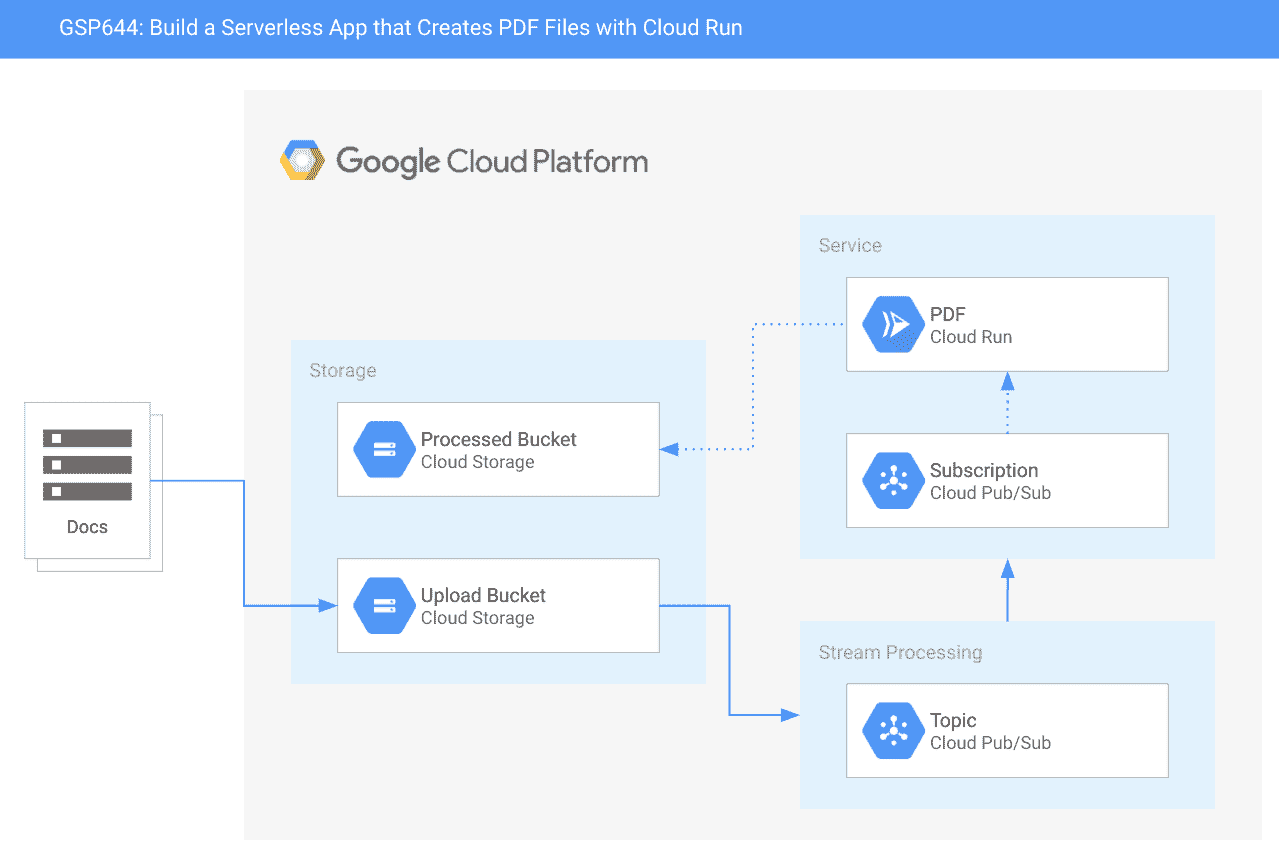 GSP644: Build a Serverless App that Creates PDF Files with Cloud Run
Google Cloud Platform
Service
PDF
Cloud Run
Storage
Processed Bucket
Cloud Storage
Subscription
Cloud Pub/Sub
Docs
Upload Bucket
Cloud Storage
Stream Processing
Topic
Cloud Pub/Sub